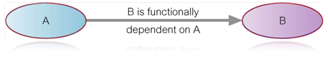 A
B is functionally
dependent on A
B